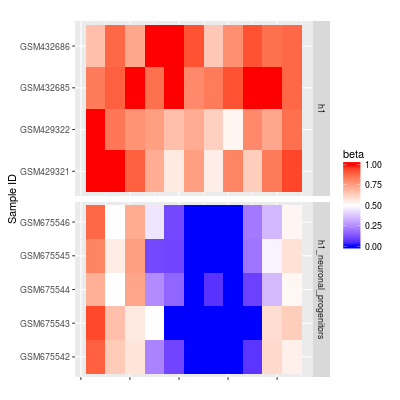 Sample ID
GSM432686
GSM432685
GSM429322
GSM429321
h1
GSM675546
GSM675545
GSM675544
GSM675543
GSM675542
h1_neuronal_progenitors
beta
1.00
0.75
0.50
0.25
0.00